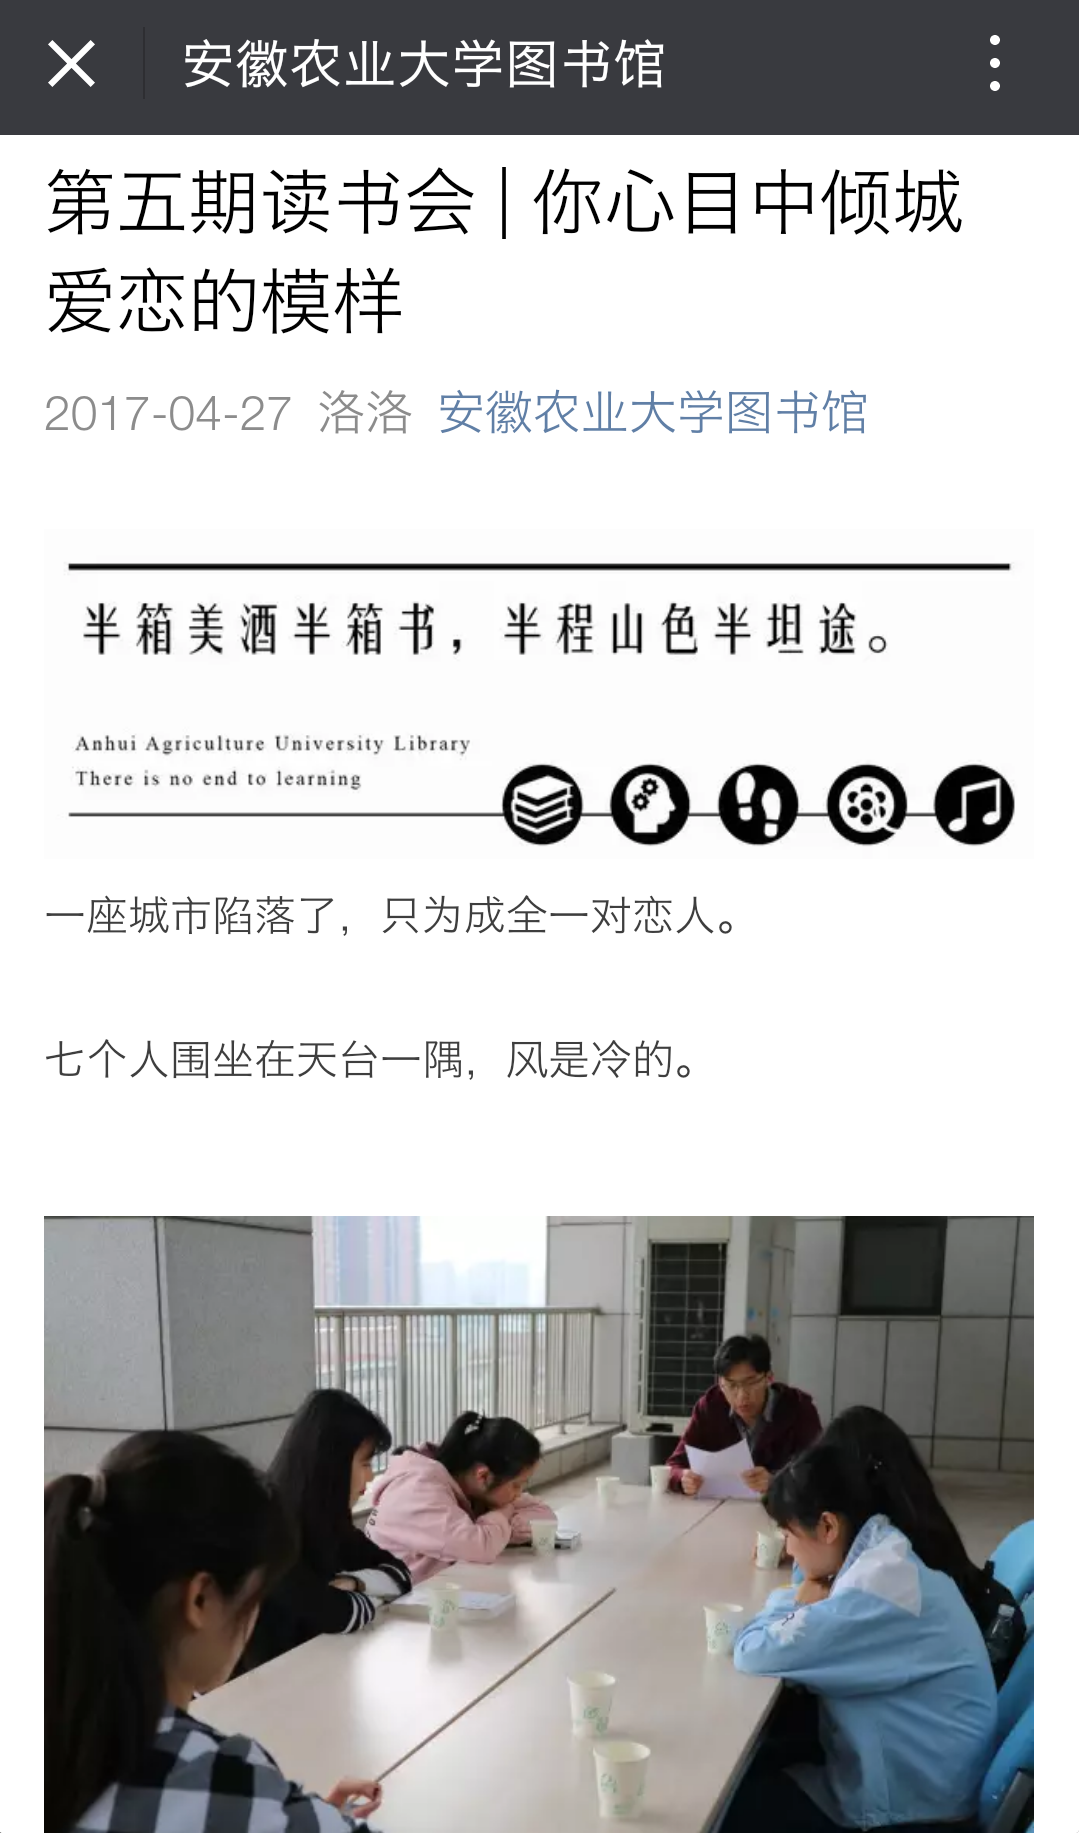 安徽农业大学图书馆
第五期读书会 | 你心目中倾城
爱恋的模样
2017-04-27 洛洛 安徽农业大学图书馆
半箱美酒半箱书，半程山色半坦途。
Anhui Agriculture University Library
There is no end to learning
一座城市陷落了，只为成全一对恋人。
七个人围坐在天台一隅，风是冷的。